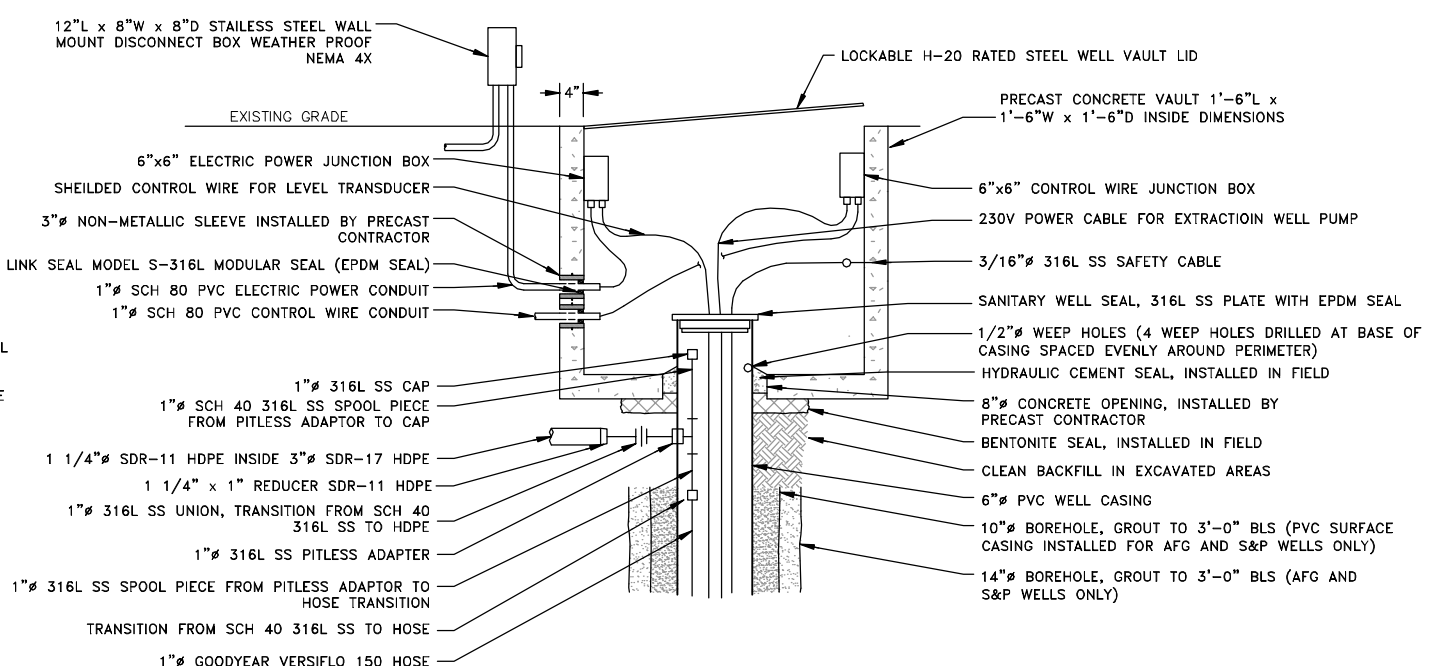 12"L x 8"W x 8"D STAILESS STEEL WALL
MOUNT DISCONNECT BOX WEATHER PROOF
NEMA 4X
4"
EXISTING GRADE
6"x6" ELECTRIC POWER JUNCTION BOX
SHEILDED CONTROL WIRE FOR LEVEL TRANSDUCER
3"ø NON-METALLIC SLEEVE INSTALLED BY PRECAST
CONTRACTOR
LINK SEAL MODEL S-316L MODULAR SEAL (EPDM SEAL)
1"ø SCH 80 PVC ELECTRIC POWER CONDUIT
1"ø SCH 80 PVC CONTROL WIRE CONDUIT
L
E
1"ø 316L SS CAP
1"ø SCH 40 316L SS SPOOL PIECE
FROM PITLESS ADAPTOR TO CAP
1 1/4"ø SDR-11 HDPE INSIDE 3"ø SDR-17 HDPE
1 1/4" x 1" REDUCER SDR-11 HDPE
1"ø 316L SS UNION, TRANSITION FROM SCH 40
316L SS TO HDPE
1"ø 316L SS PITLESS ADAPTER
1"ø 316L SS SPOOL PIECE FROM PITLESS ADAPTOR TO
HOSE TRANSITION
TRANSITION FROM SCH 40 316L SS TO HOSE
1"ø GOODYEAR VERSIFLO 150 HOSE
LOCKABLE H-20 RATED STEEL WELL VAULT LID
PRECAST CONCRETE VAULT 1'-6"L x
1'-6"W x 1'-6"D INSIDE DIMENSIONS
6"x6" CONTROL WIRE JUNCTION BOX
230V POWER CABLE FOR EXTRACTIOIN WELL PUMP
3/16"ø 316L SS SAFETY CABLE
SANITARY WELL SEAL, 316L SS PLATE WITH EPDM SEAL
1/2"ø WEEP HOLES (4 WEEP HOLES DRILLED AT BASE OF
CASING SPACED EVENLY AROUND PERIMETER)
HYDRAULIC CEMENT SEAL, INSTALLED IN FIELD
8"ø CONCRETE OPENING, INSTALLED BY
PRECAST CONTRACTOR
BENTONITE SEAL, INSTALLED IN FIELD
CLEAN BACKFILL IN EXCAVATED AREAS
6"ø PVC WELL CASING
10"ø BOREHOLE, GROUT TO 3'-0" BLS (PVC SURFACE
CASING INSTALLED FOR AFG AND S&P WELLS ONLY)
14"ø BOREHOLE, GROUT TO 3'-0" BLS (AFG AND
S&P WELLS ONLY)